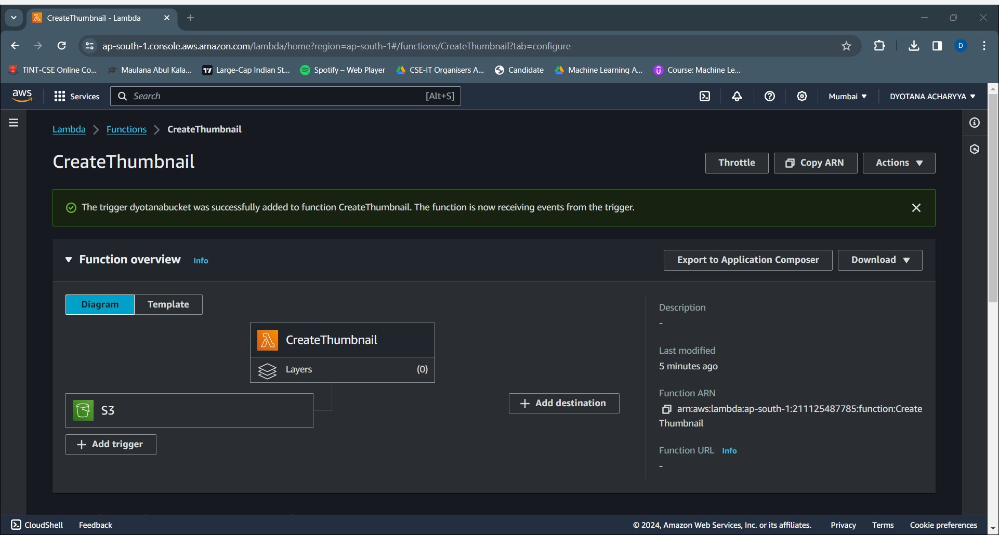 CreateThumbnail - Lambda
ap-south-1.console.aws.amazon.com/lambda/home?region=ap-south-1#/functions/CreateThumbnail?tab=configure
D
TINT-CSE Online Co...
Maulana Abul Kala...
Large-Cap Indian St...
Spotify – Web Player
CSE-IT Organisers A...
Candidate
Machine Learning A...
Course: Machine Le...
aws
Services
Search
[Alt+S]
Mumbai
DYOTANA ACHARYYA
Lambda
Functions
CreateThumbnail
CreateThumbnail
Throttle
Copy ARN
Actions
The trigger dyotanabucket was successfully added to function CreateThumbnail. The function is now receiving events from the trigger.
Function overview
Info
Export to Application Composer
Download
Diagram
Template
CreateThumbnail
Layers
(0)
S3
Add trigger
Add destination
Description
-
Last modified
5 minutes ago
Function ARN
arn:aws:lambda:ap-south-1:211125487785:function:Create
Thumbnail
Function URL
Info
-
CloudShell
Feedback
© 2024, Amazon Web Services, Inc. or its affiliates.
Privacy
Terms
Cookie preferences